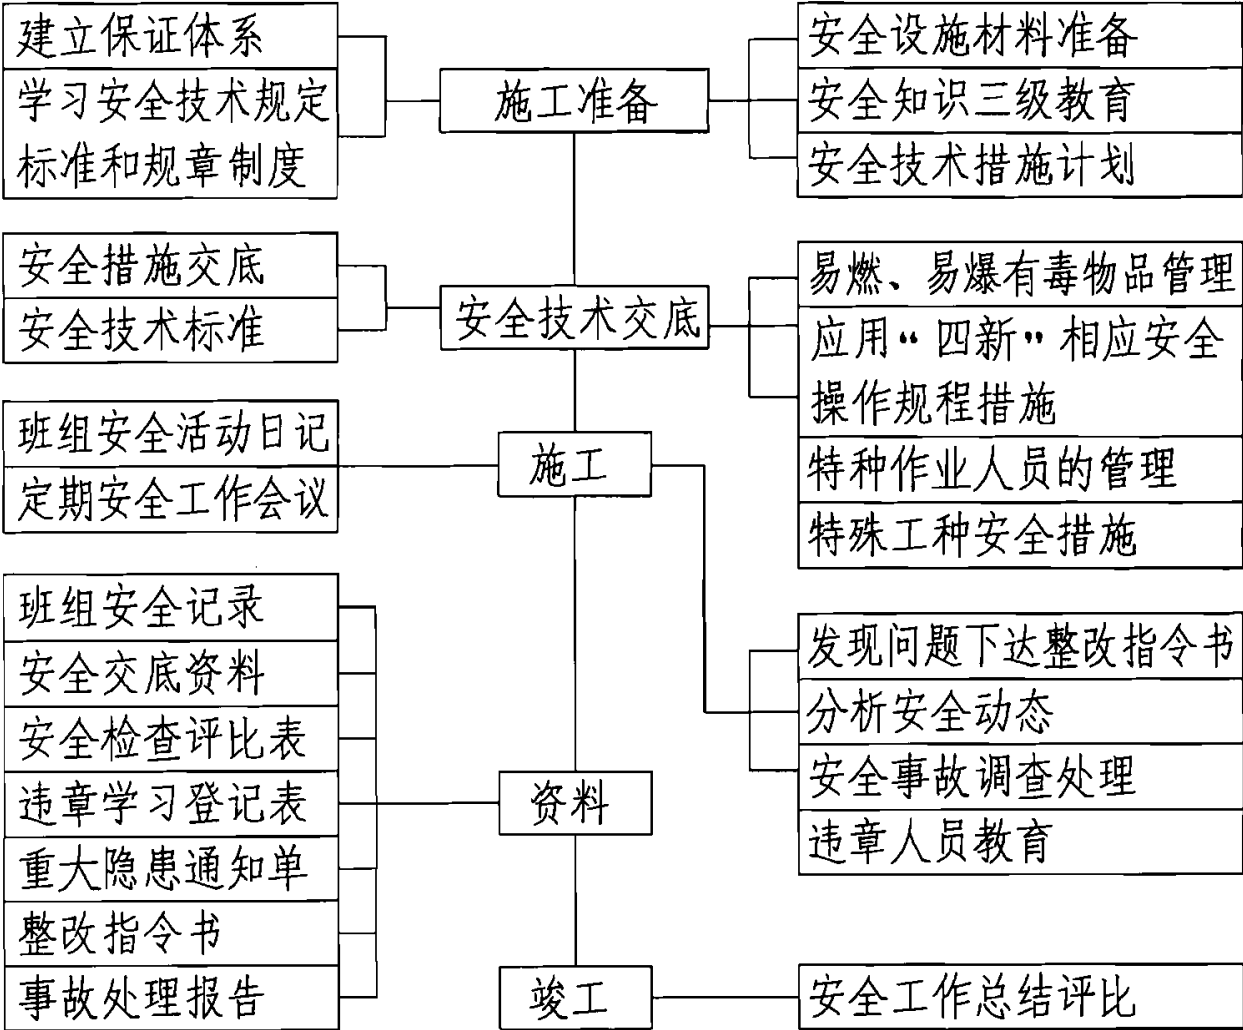 建立保证体系
学习安全技术规定
标准和规章制度
施工准备
安全设施材料准备
安全知识三级教育
安全技术措施计划
安全措施交底
安全技术标准
安全技术交底
易燃、易爆有毒物品管理
应用“四新”相应安全
操作规程措施
特种作业人员的管理
特殊工种安全措施
班组安全活动日记
定期安全工作会议
施工
发现问题下达整改指令书
分析安全动态
安全事故调查处理
违章人员教育
班组安全记录
安全交底资料
安全检查评比表
违章学习登记表
重大隐患通知单
整改指令书
事故处理报告
资料
竣工
安全工作总结评比